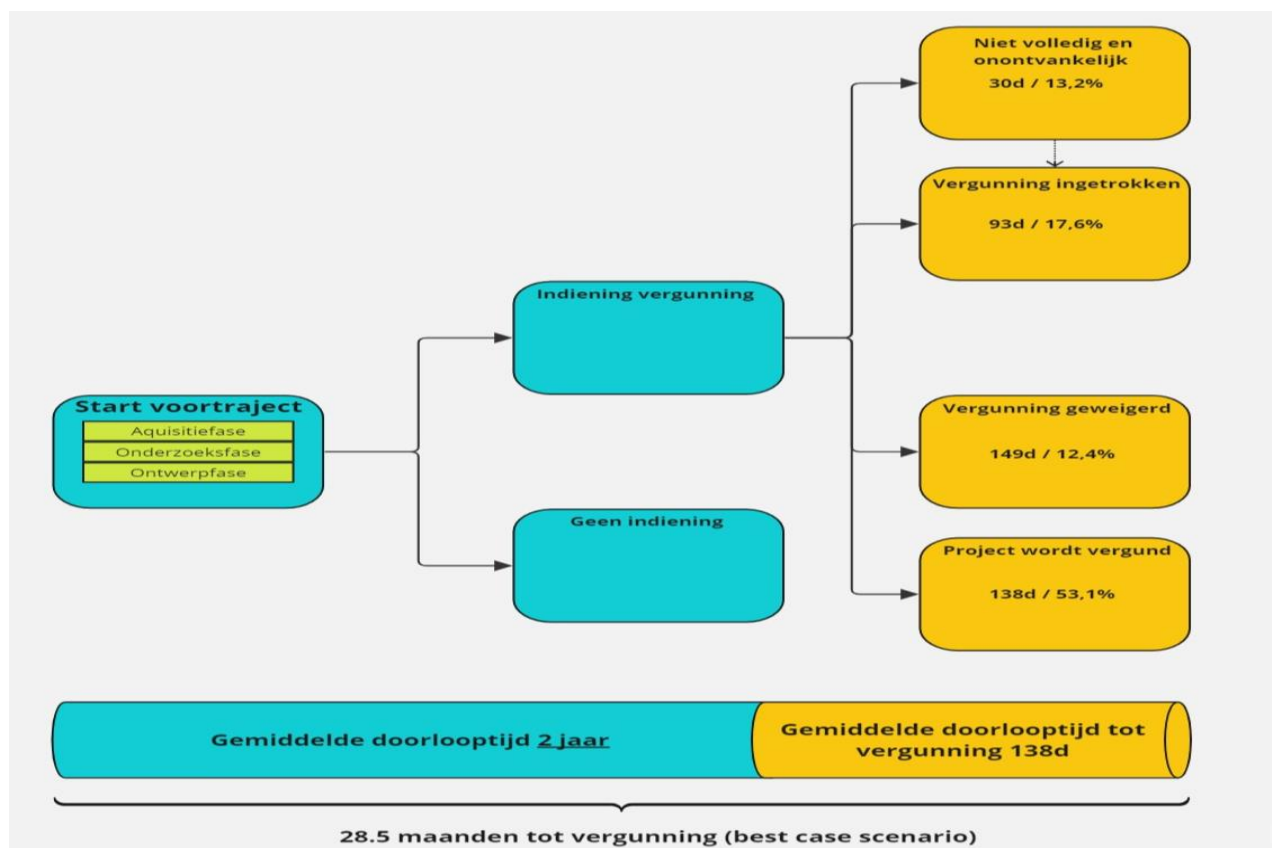 Niet volledig en
onontvankelijk
30d / 13,2%
Vergunning ingetrokken
93d / 17,6%
Indiening vergunning
Start voortraject
Aquisitiefase
Onderzoeksfase
Ontwerpfase
Vergunning geweigerd
149d / 12,4%
Geen indiening
Project wordt vergund
138d / 53,1%
Gemiddelde doorlooptijd 2 jaar
Gemiddelde doorlooptijd tot
vergunning 138d
28.5 maanden tot vergunning (best case scenario)